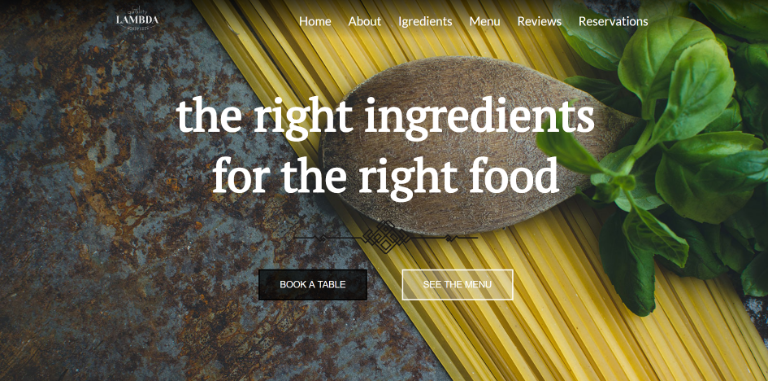 LAMBDA
Home About Igredients Menu Reviews Reservations
the right ingredients
for the right food
BOOK A TABLE SEE THE MENU